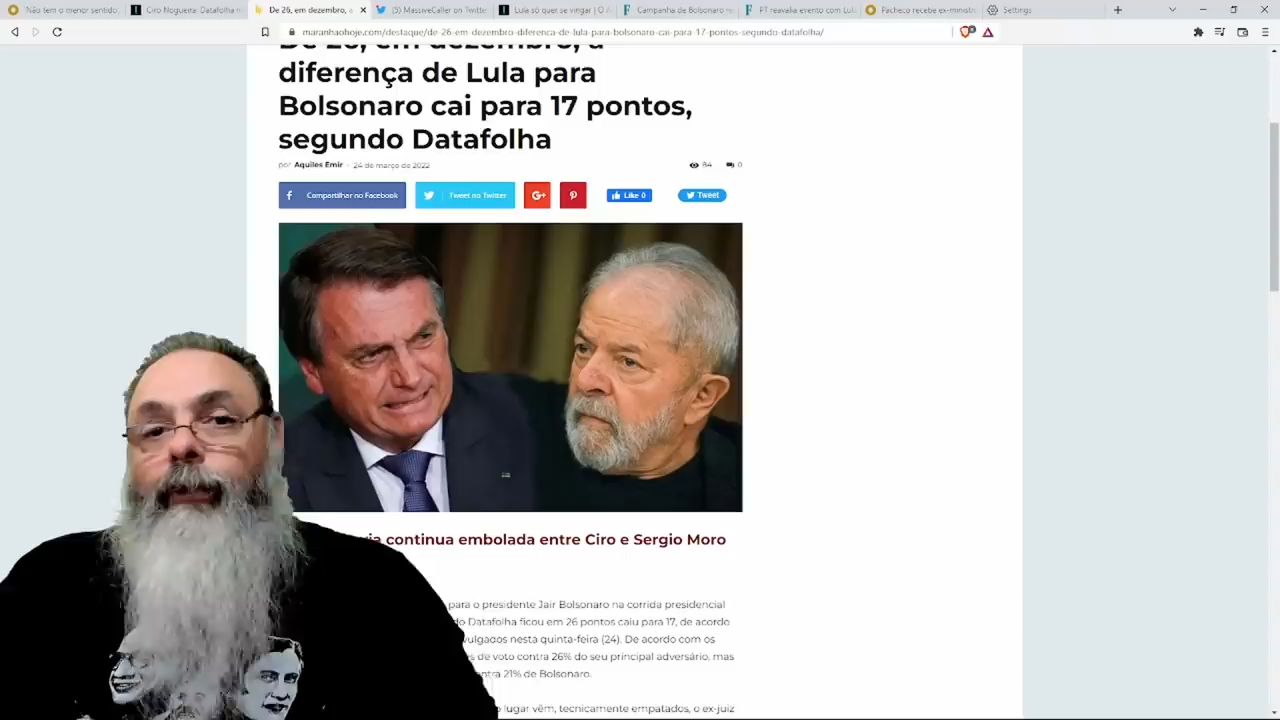 Não tem o menor sentido:
Ciro Nogueira: Datafolha n
De 26, em dezembro, a
(5) MassiveCaller on Twitter
Lula só quer se vingar | O A
Campanha de Bolsonaro n
PT reavalia evento com Lul
Pacheco recebe ex-ministr
Settings
maranhaohoje.com/destaque/de-26-em-dezembro-diferenca-de-lula-para-bolsonaro-cai-para-17-pontos-segundo-datafolha/
De 26, em dezembro, a
diferença de Lula para
Bolsonaro cai para 17 pontos,
segundo Datafolha
por Aquiles Emir - 24 de março de 2022
84 0
Compartilhar no Facebook
Tweet no Twitter
G+
Like 0
Tweet
continua embolada entre Ciro e Sergio Moro
para o presidente Jair Bolsonaro na corrida presidencial
do Datafolha ficou em 26 pontos caiu para 17, de acordo
vulgados nesta quinta-feira (24). De acordo com os
s de voto contra 26% do seu principal adversário, mas
ntra 21% de Bolsonaro.
lugar vêm, tecnicamente empatados, o ex-juiz